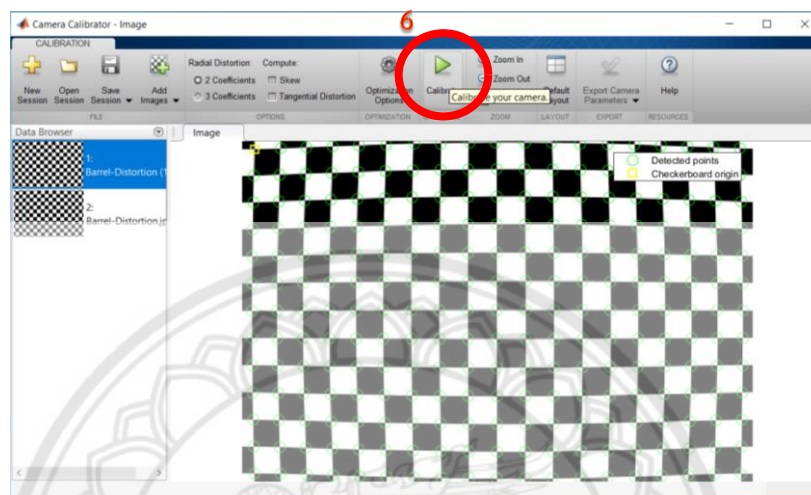 6
Camera Calibrator - Image
CALIBRATION
New Session
Open Session
Save Session
Add Images
FILE
Radial Distortion:
Compute:
2 Coefficients
Skew
3 Coefficients
Tangential Distortion
OPTIONS
Optimization Options
OPTIMIZATION
Calibrate your camera.
Zoom In
Zoom Out
ZOOM
LAYOUT
Export Camera Parameters
EXPORT
Help
RESOURCES
Data Browser
Image
1:
Barrel-Distortion (1
2:
Barrel-Distortion.jp
Detected points
Checkerboard origin